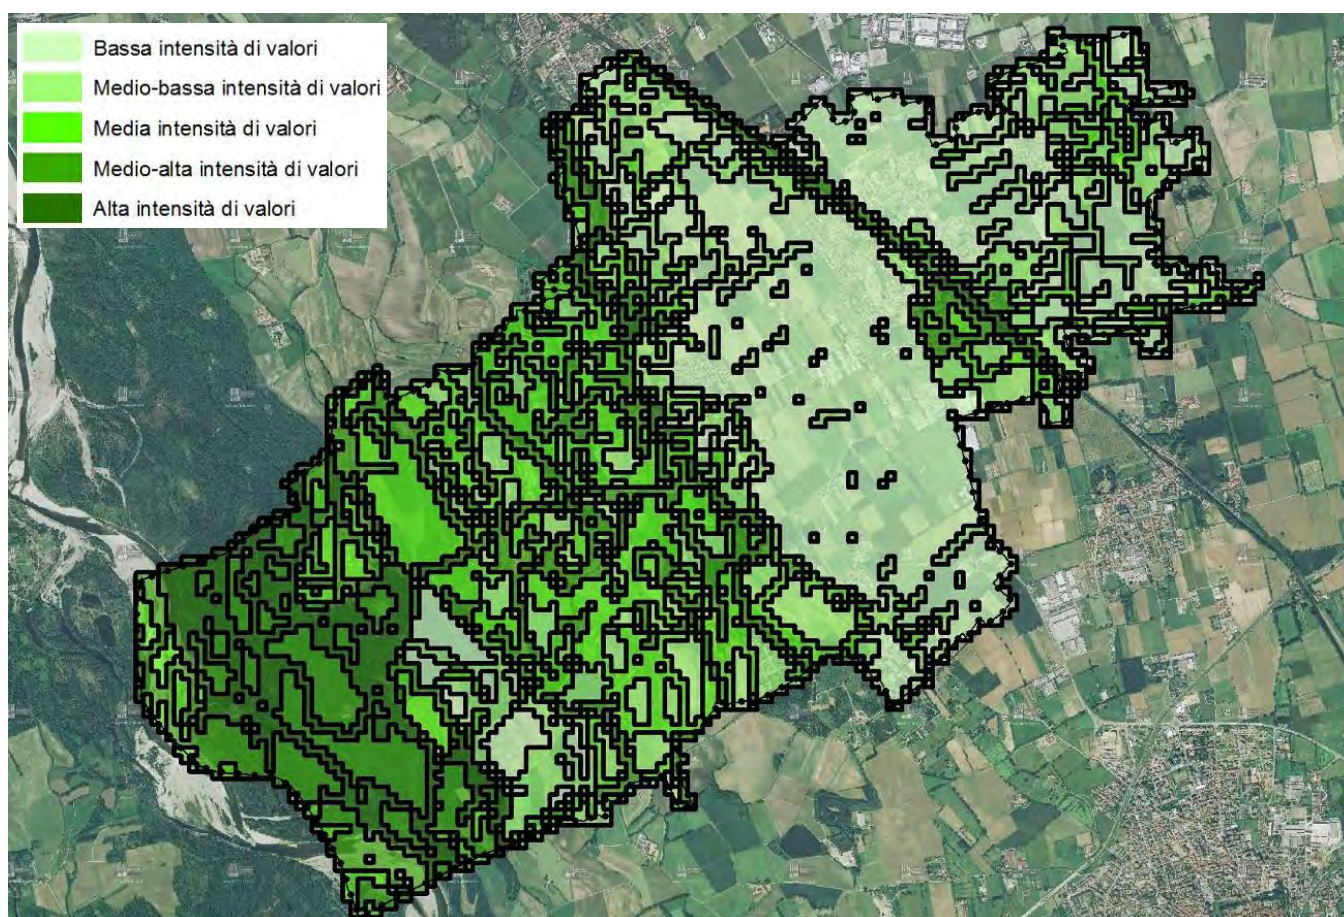 Bassa intensità di valori
Medio-bassa intensità di valori
Media intensità di valori
Medio-alta intensità di valori
Alta intensità di valori